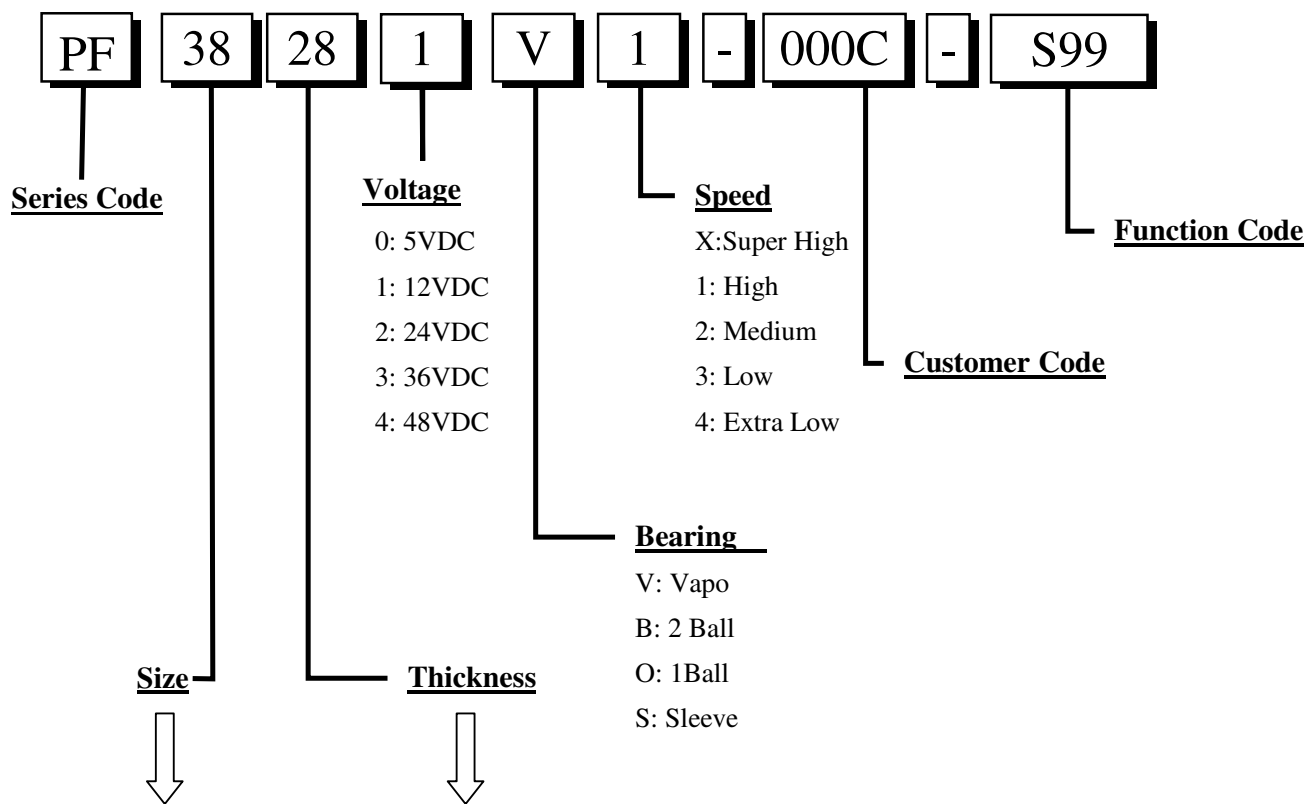 PF 38 28 1 V 1 - 000C - S99
Series Code
Voltage
0: 5VDC
1: 12VDC
2: 24VDC
3: 36VDC
4: 48VDC
Speed
X:Super High
1: High
2: Medium
3: Low
4: Extra Low
Function Code
Customer Code
Bearing
V: Vapo
B: 2 Ball
O: 1Ball
S: Sleeve
Size
Thickness